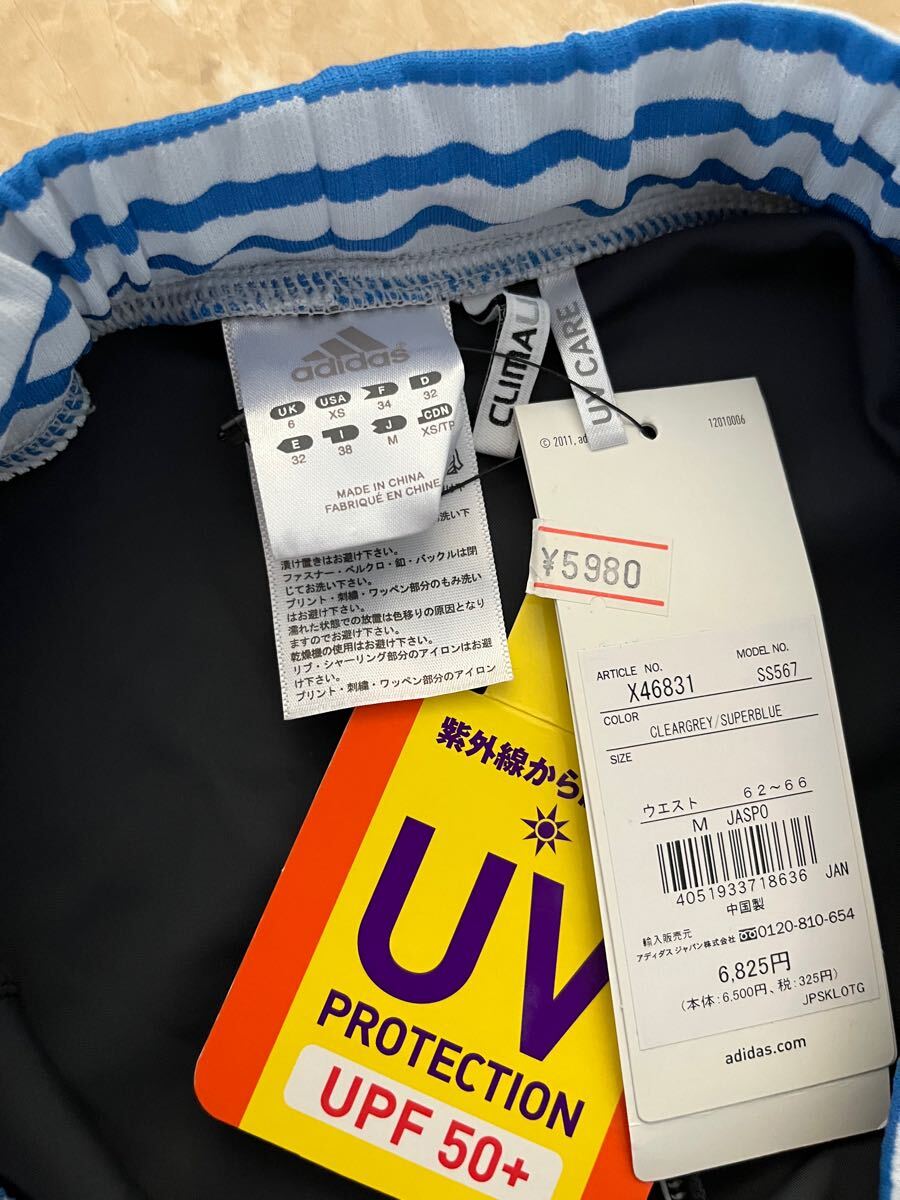 adidas
UK USA F D
6 XS 34 32
E I J CDN
32 38 M XS/TP
MADE IN CHINA
FABRIQUÉ EN CHINE
洗い下
漬け置きはお避け下さい。
ファスナー・ベルクロ・釦・バックルは閉
じてお洗い下さい。
プリント・刺繍・ワッペン部分のもみ洗い
はお避け下さい。
濡れた状態での放置は色移りの原因となり
ますのでお避け下さい。
乾燥機の使用はお避け下さい。
リブ・シャーリング部分のアイロンはお避
け下さい。
プリント・刺繍・ワッペン部分のアイロン
CLIMALI
UV CARE
© 2011, ad
12010006
¥5980
ARTICLE NO. MODEL NO.
X46831 SS567
COLOR
CLEARGREY/SUPERBLUE
SIZE
ウエスト 62~66
M JASPO
4051933718636 JAN
中国製
輸入販売元
アディダス ジャパン株式会社 0120-810-654
6,825円
(本体:6,500円、税:325円)
JPSKLOTG
adidas.com
紫外線から
UV
PROTECTION
UPF 50+